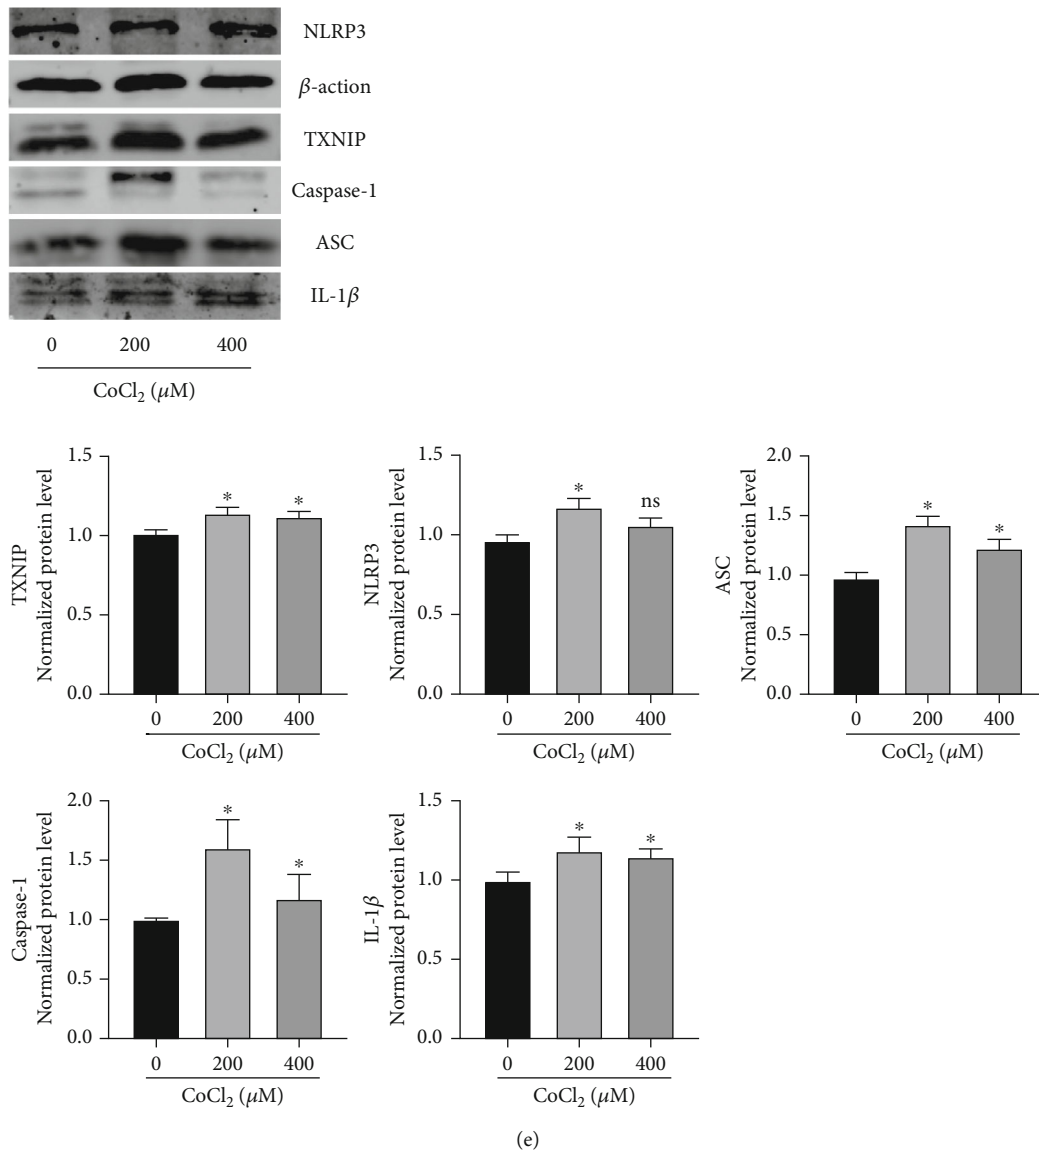 NLRP3
β-action
TXNIP
Caspase-1
ASC
IL-1β
0 200 400
CoCl₂ (μM)
TXNIP
Normalized protein level
1.5
1.0
0.5
0.0
*
*
0 200 400
CoCl₂ (μM)
NLRP3
Normalized protein level
1.5
1.0
0.5
0.0
*
ns
0 200 400
CoCl₂ (μM)
ASC
Normalized protein level
2.0
1.5
1.0
0.5
0.0
*
*
0 200 400
CoCl₂ (μM)
Caspase-1
Normalized protein level
2.0
1.5
1.0
0.5
0.0
*
*
0 200 400
CoCl₂ (μM)
IL-1β
Normalized protein level
1.5
1.0
0.5
0.0
*
*
0 200 400
CoCl₂ (μM)
(e)